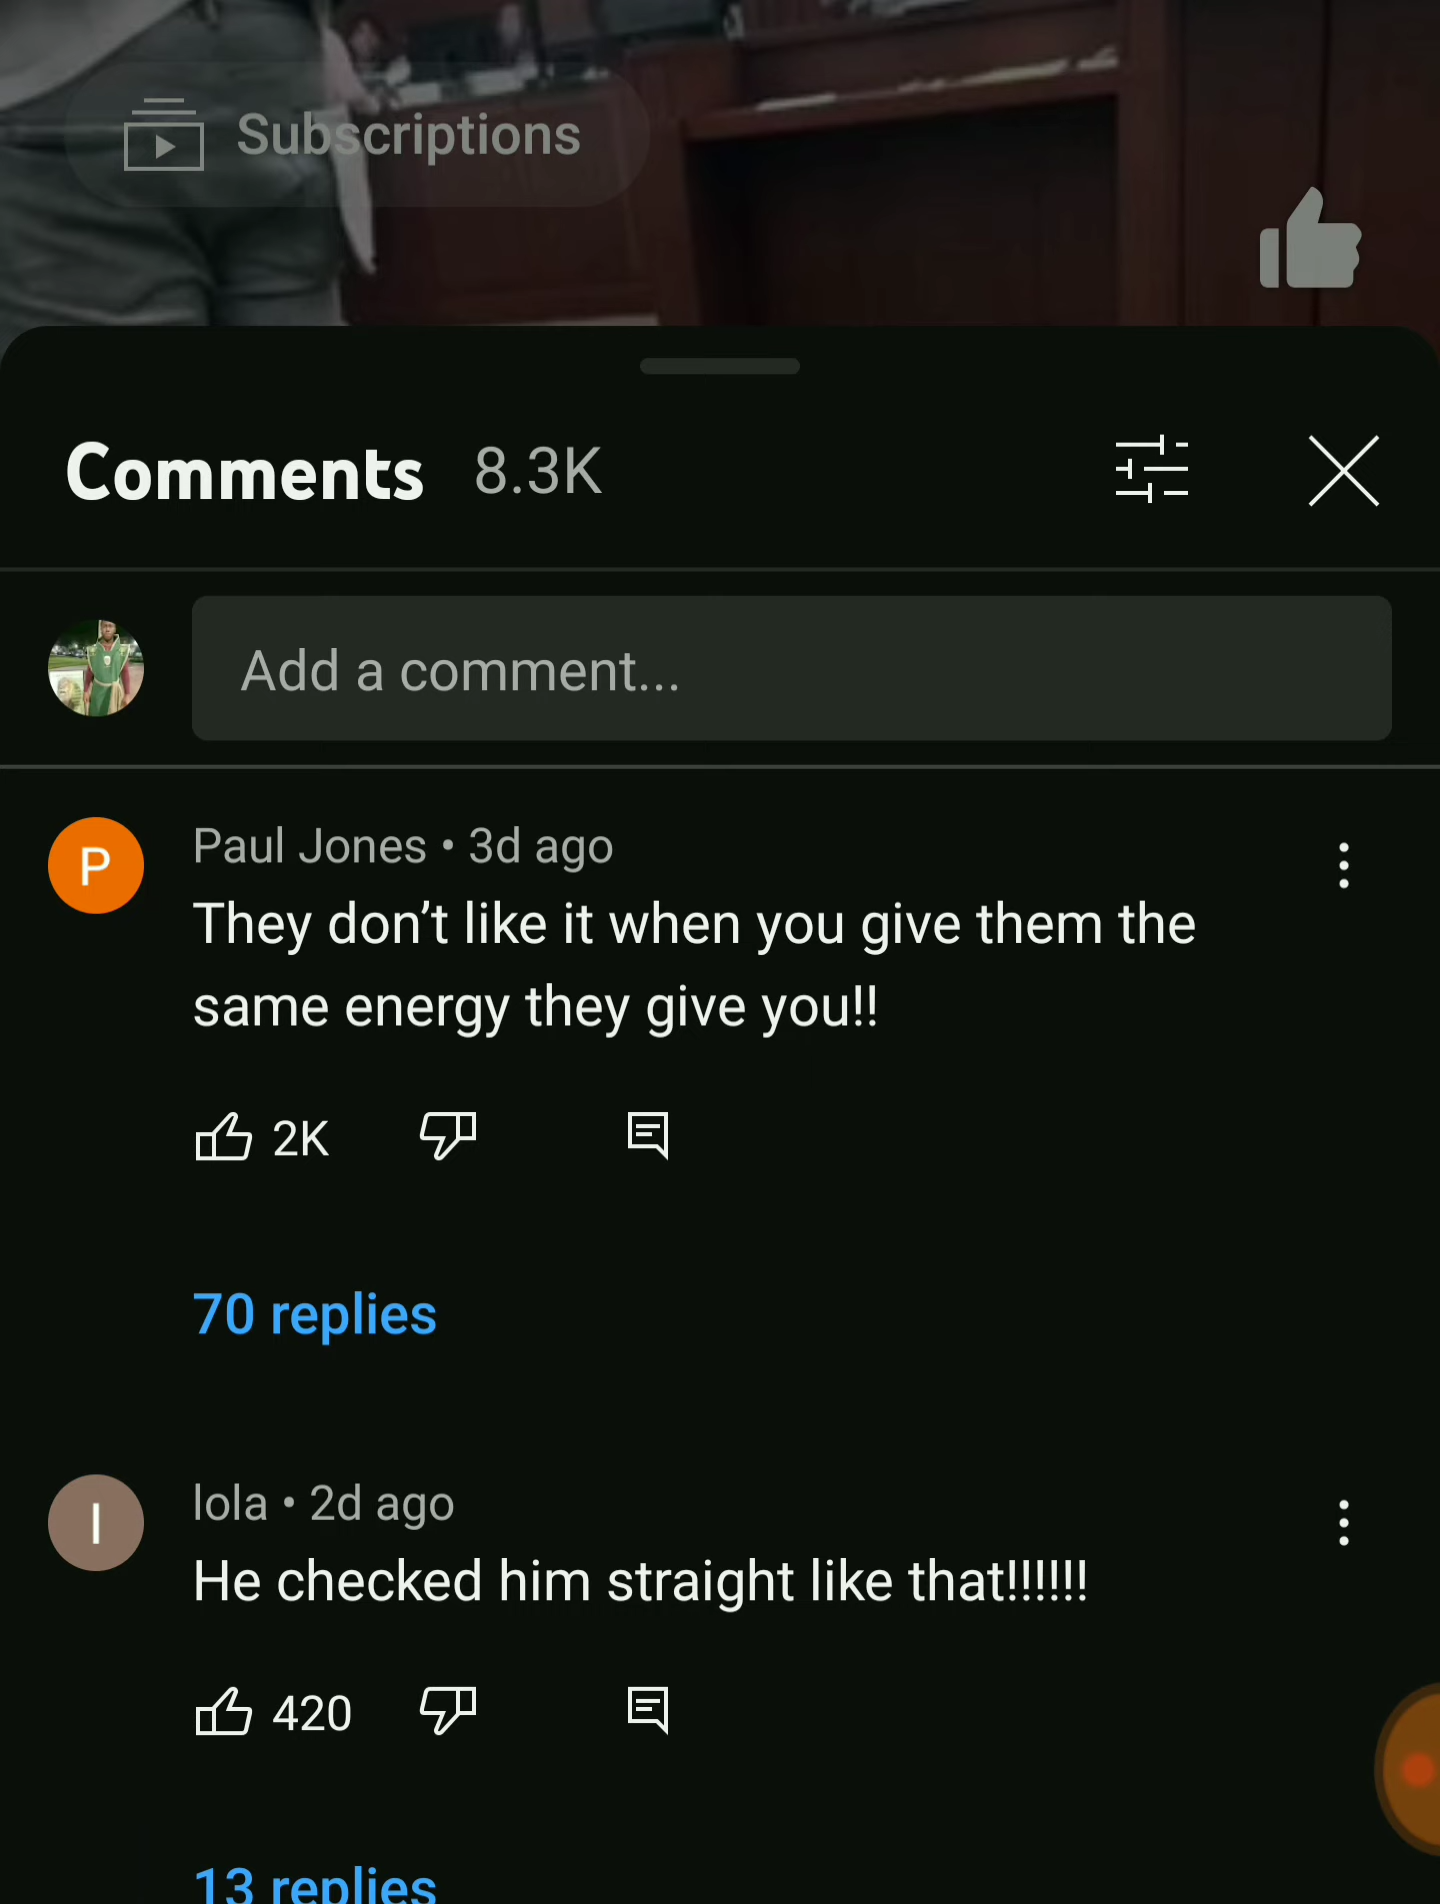 Subscriptions
Comments 8.3K
Add a comment...
P
Paul Jones • 3d ago
They don’t like it when you give them the
same energy they give you!!
2K
70 replies
l
lola • 2d ago
He checked him straight like that!!!!!!
420
13 replies